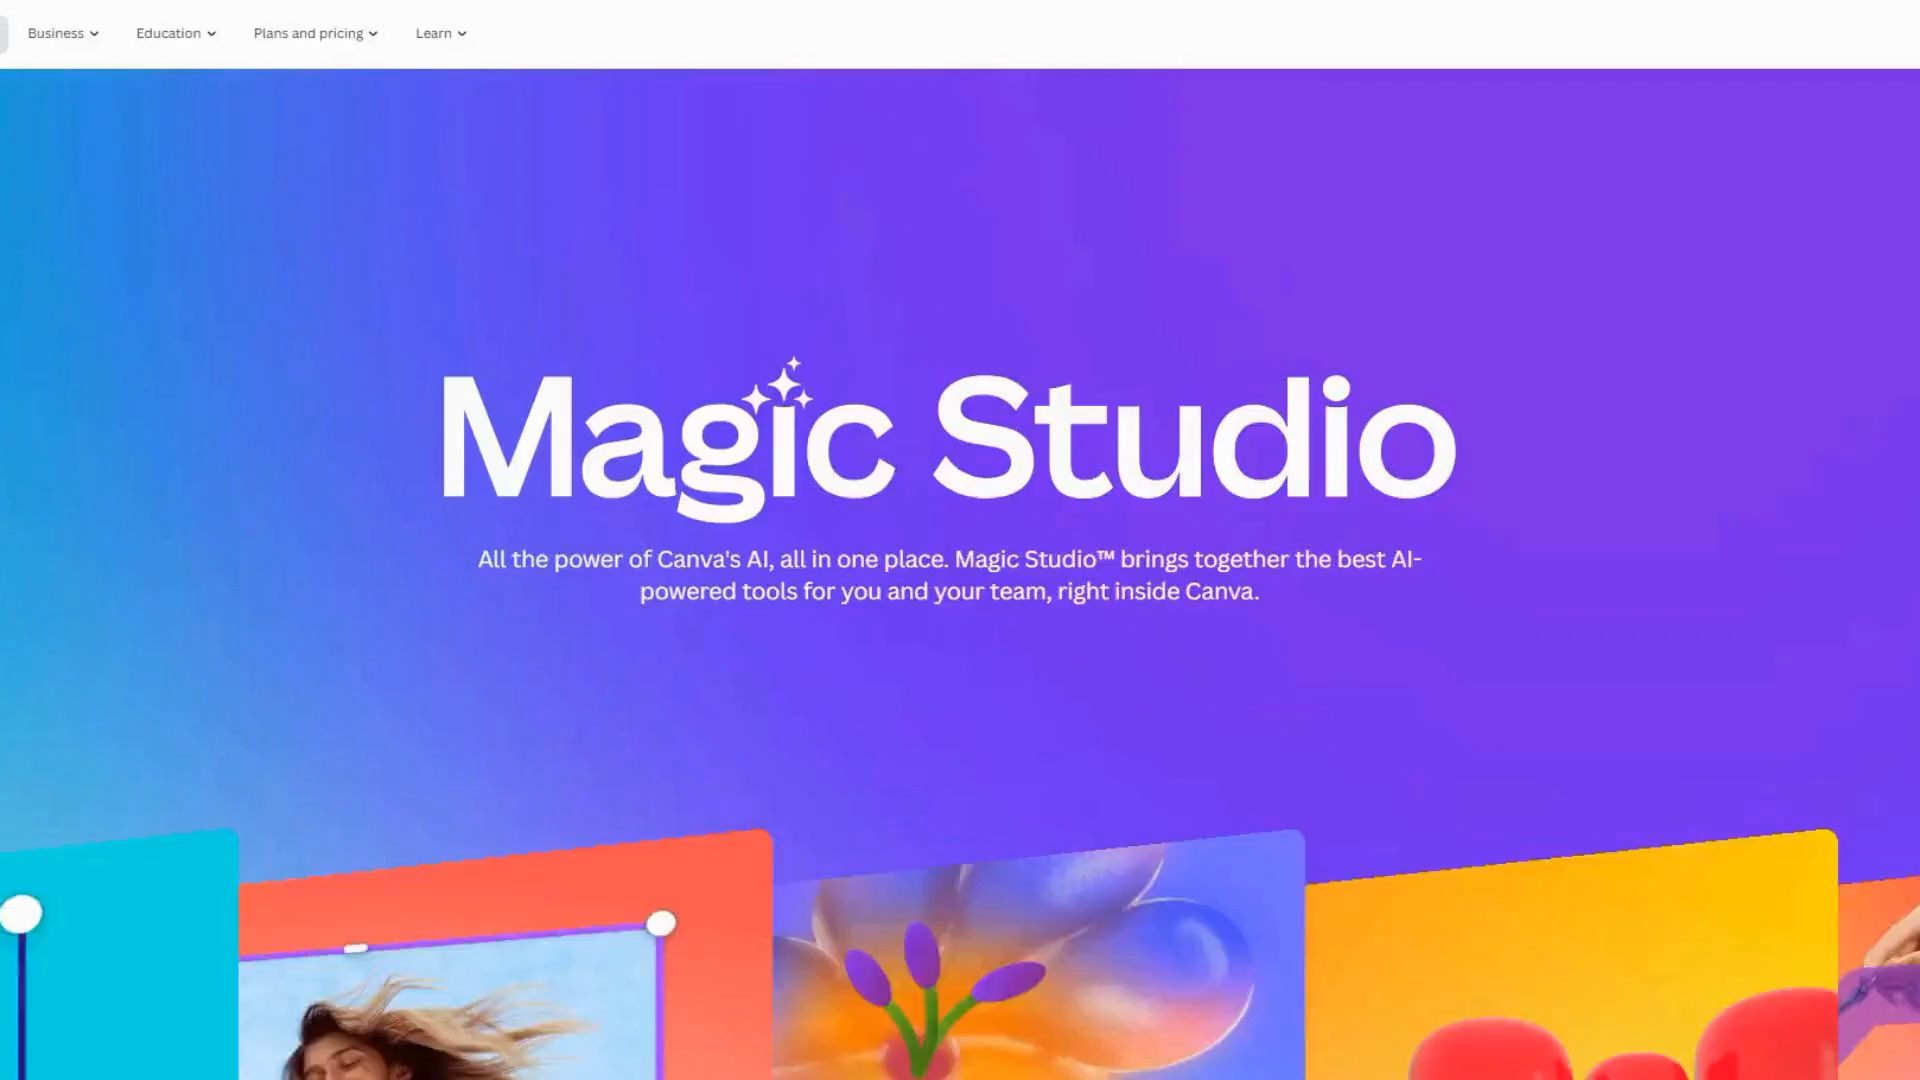 Business
Education
Plans and pricing
Learn
Magic Studio
All the power of Canva's AI, all in one place. Magic Studio™ brings together the best AI-
powered tools for you and your team, right inside Canva.